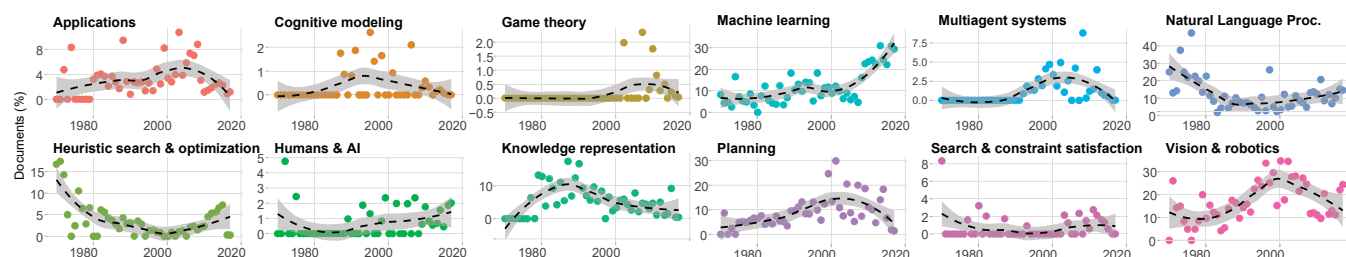 Applications
Cognitive modeling
Game theory
Machine learning
Multiagent systems
Natural Language Proc.
8
4
0
2
1
0
2.0
1.5
1.0
0.5
0.0
−0.5
30
20
10
0
7.5
5.0
2.5
0.0
40
30
20
10
0
1980 2000 2020
1980 2000 2020
1980 2000 2020
1980 2000 2020
1980 2000 2020
1980 2000 2020
Documents (%)
Heuristic search & optimization
Humans & AI
Knowledge representation
Planning
Search & constraint satisfaction
Vision & robotics
15
10
5
0
5
4
3
2
1
0
10
0
30
20
10
0
8
6
4
2
0
30
20
10
0
1980 2000 2020
1980 2000 2020
1980 2000 2020
1980 2000 2020
1980 2000 2020
1980 2000 2020